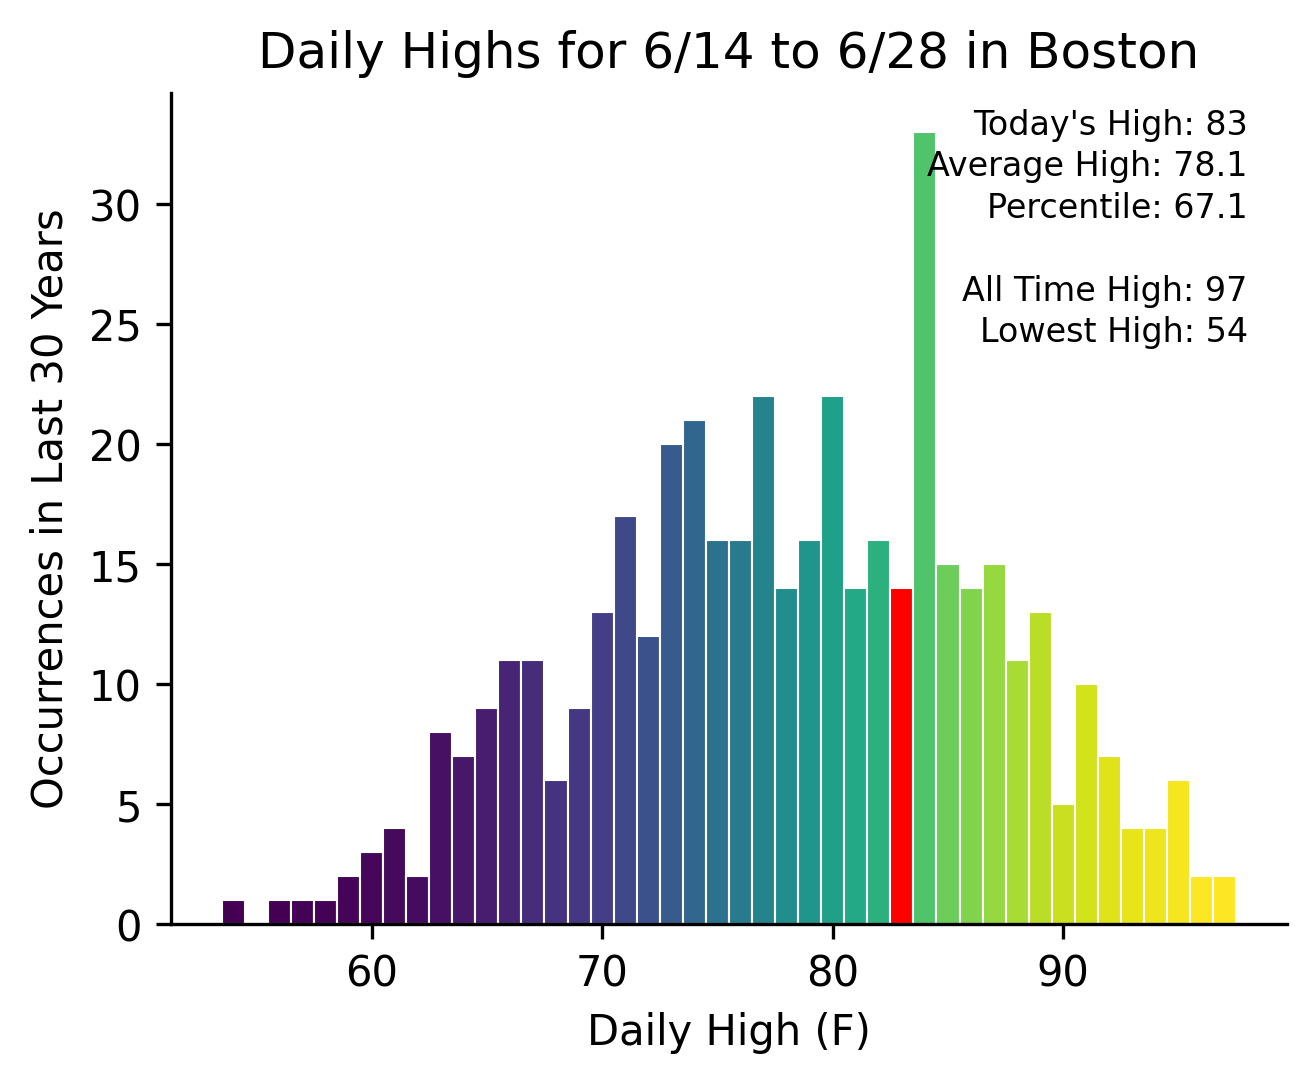 Daily Highs for 6/14 to 6/28 in Boston
Today's High: 83
Average High: 78.1
Percentile: 67.1
All Time High: 97
Lowest High: 54
Occurrences in Last 30 Years
30
25
20
15
10
5
0
60 70 80 90
Daily High (F)